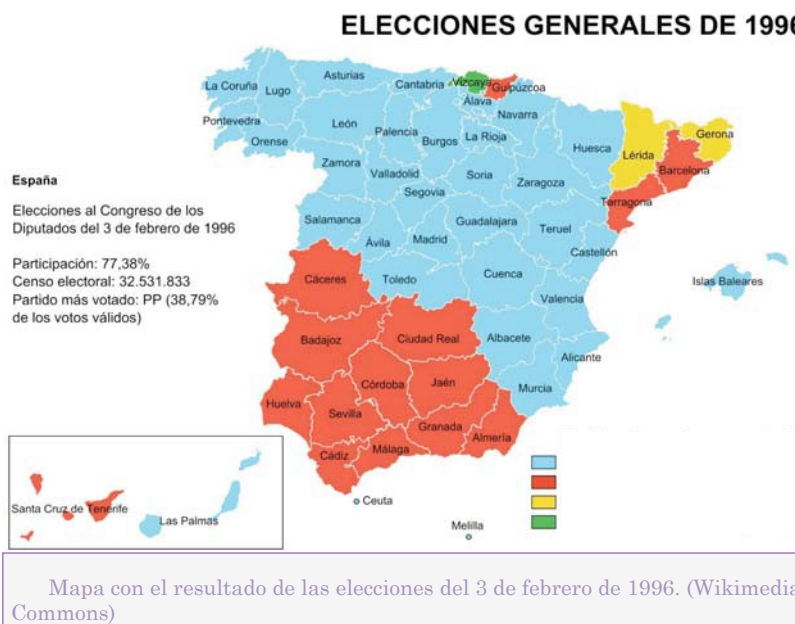 ELECCIONES GENERALES DE 1996
España
Elecciones al Congreso de los
Diputados del 3 de febrero de 1996
Participación: 77,38%
Censo electoral: 32.531.833
Partido más votado: PP (38,79%
de los votos válidos)
La Coruña
Lugo
Asturias
Cantabria
Vizcaya
Guipúzcoa
Álava
Navarra
Pontevedra
Orense
León
Palencia
Burgos
La Rioja
Huesca
Lérida
Gerona
Barcelona
Zamora
Valladolid
Segovia
Soria
Zaragoza
Tarragona
Salamanca
Ávila
Madrid
Guadalajara
Teruel
Castellón
Cáceres
Toledo
Cuenca
Valencia
Islas Baleares
Badajoz
Ciudad Real
Albacete
Alicante
Murcia
Huelva
Sevilla
Córdoba
Jaén
Granada
Almería
Cádiz
Málaga
Ceuta
Melilla
Santa Cruz de Tenerife
Las Palmas
Mapa con el resultado de las elecciones del 3 de febrero de 1996. (Wikimedia
Commons)